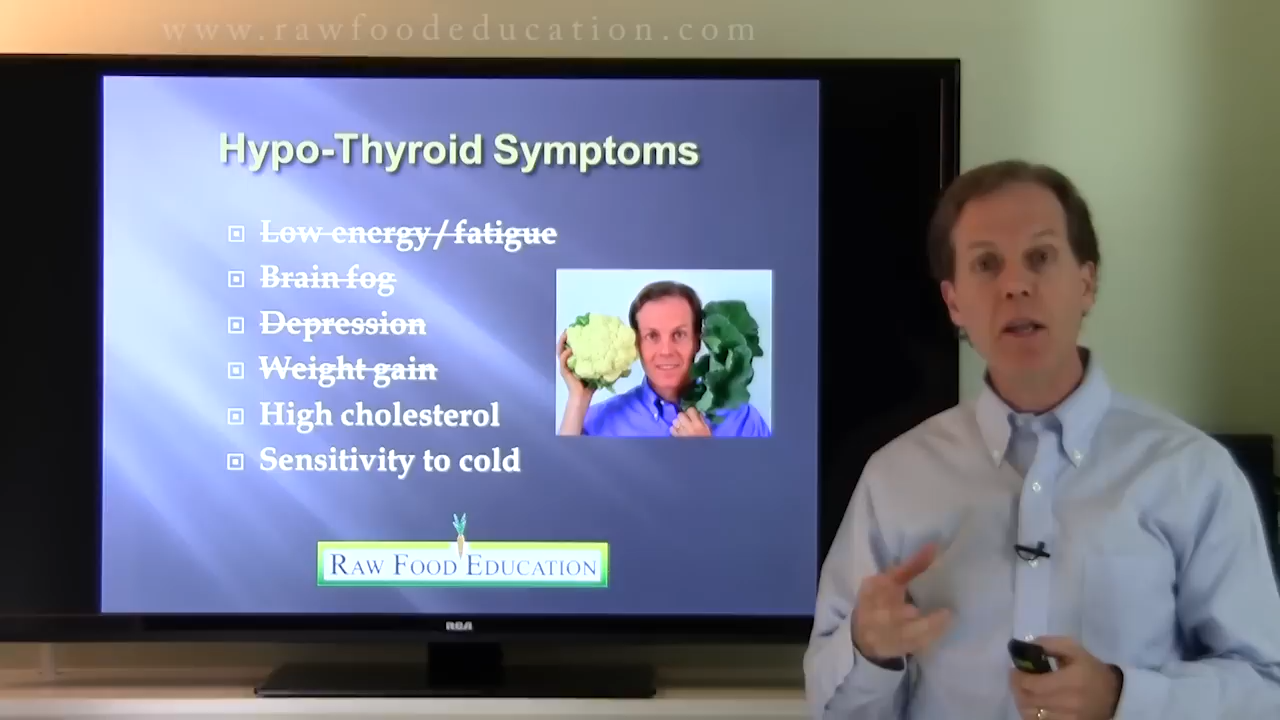 www.rawfoodeducation.com
Hypo-Thyroid Symptoms
Low energy/fatigue
Brain fog
Depression
Weight gain
High cholesterol
Sensitivity to cold
RAW FOOD EDUCATION
RCA